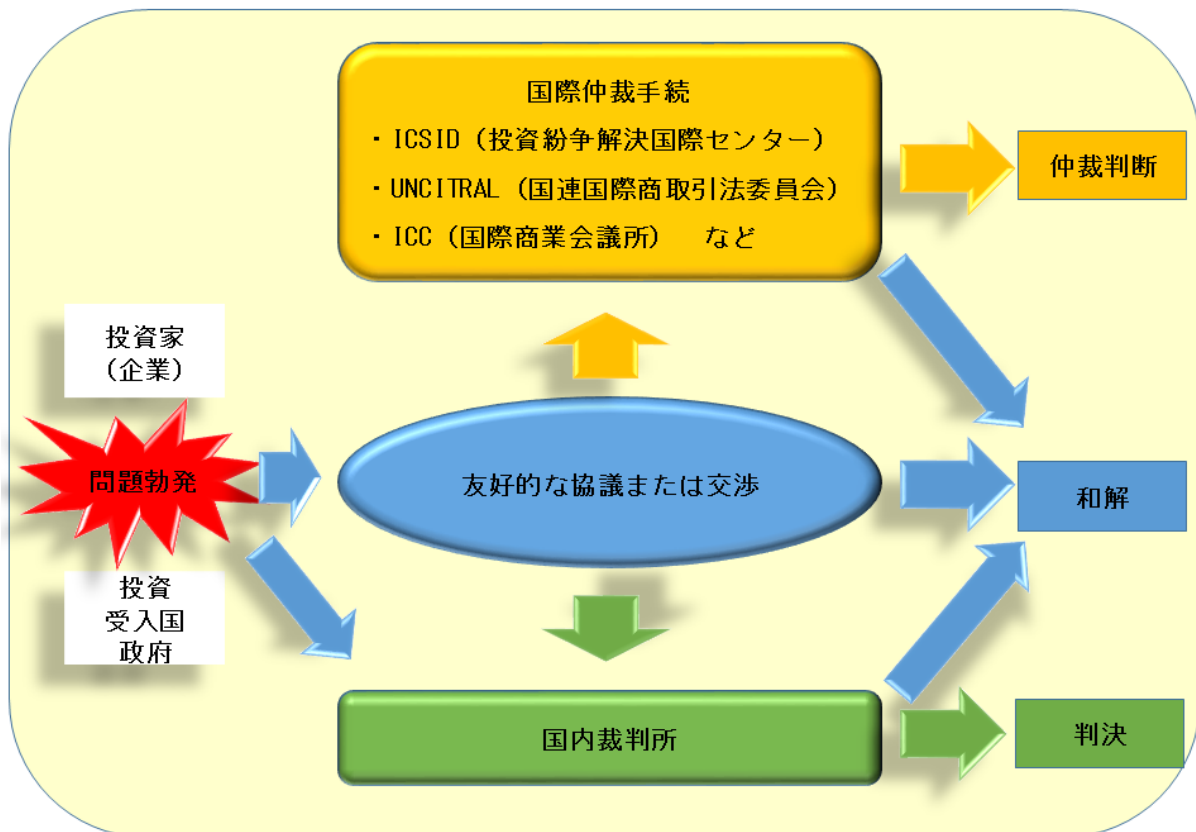 国際仲裁手続
・ICSID（投資紛争解決国際センター）
・UNCITRAL（国連国際商取引法委員会）
・ICC（国際商業会議所）　など
仲裁判断
投資家
（企業）
問題勃発
友好的な協議または交渉
和解
投資
受入国
政府
国内裁判所
判決